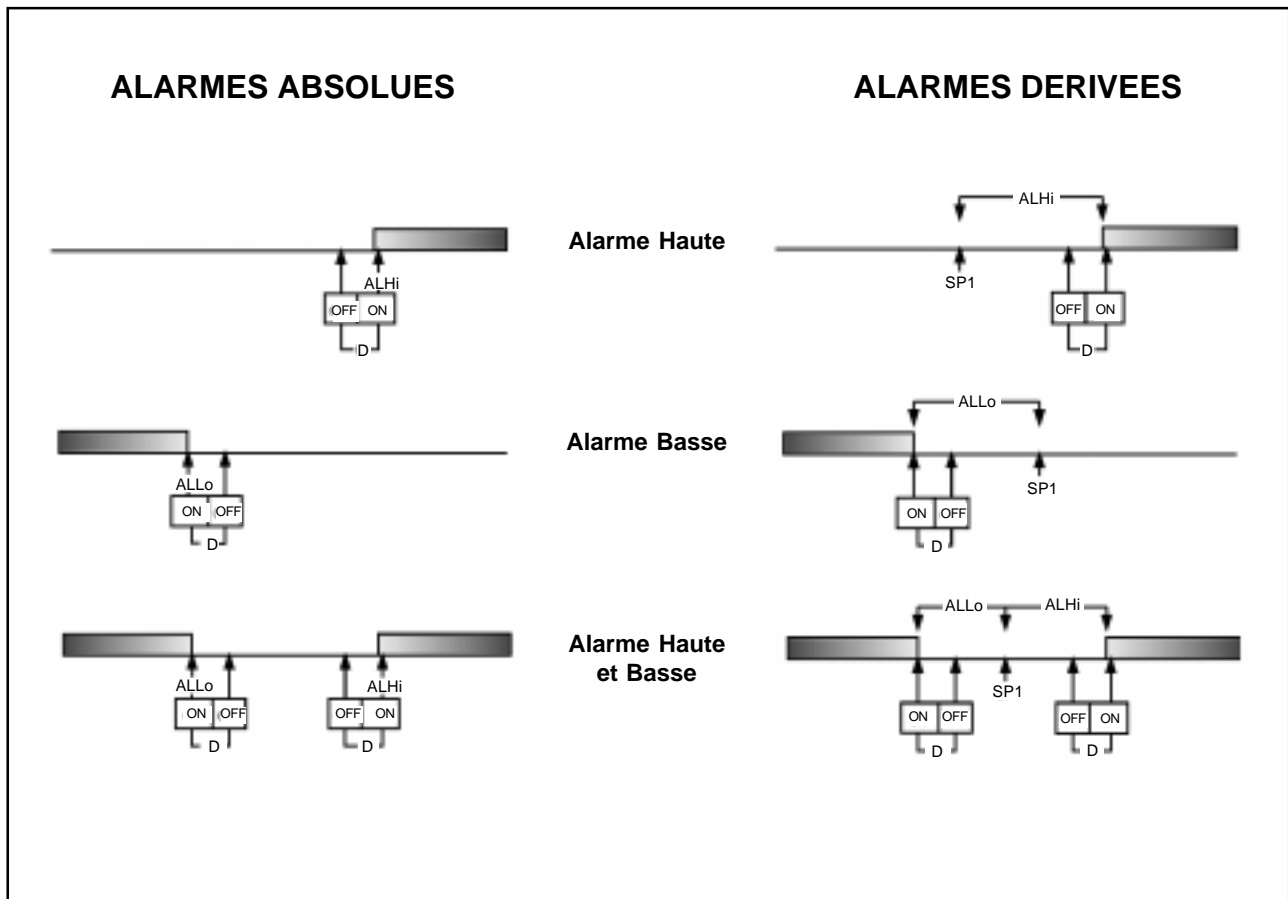 ALARMES ABSOLUES
ALARMES DERIVEES
Alarme Haute
ALHi
OFF ON
D
ALHi
SP1
OFF ON
D
Alarme Basse
ALLo
ON OFF
D
ALLo
SP1
ON OFF
D
Alarme Haute
et Basse
ALLo
ON OFF
D
ALHi
OFF ON
D
ALLo
ALHi
SP1
ON OFF
D
OFF ON
D